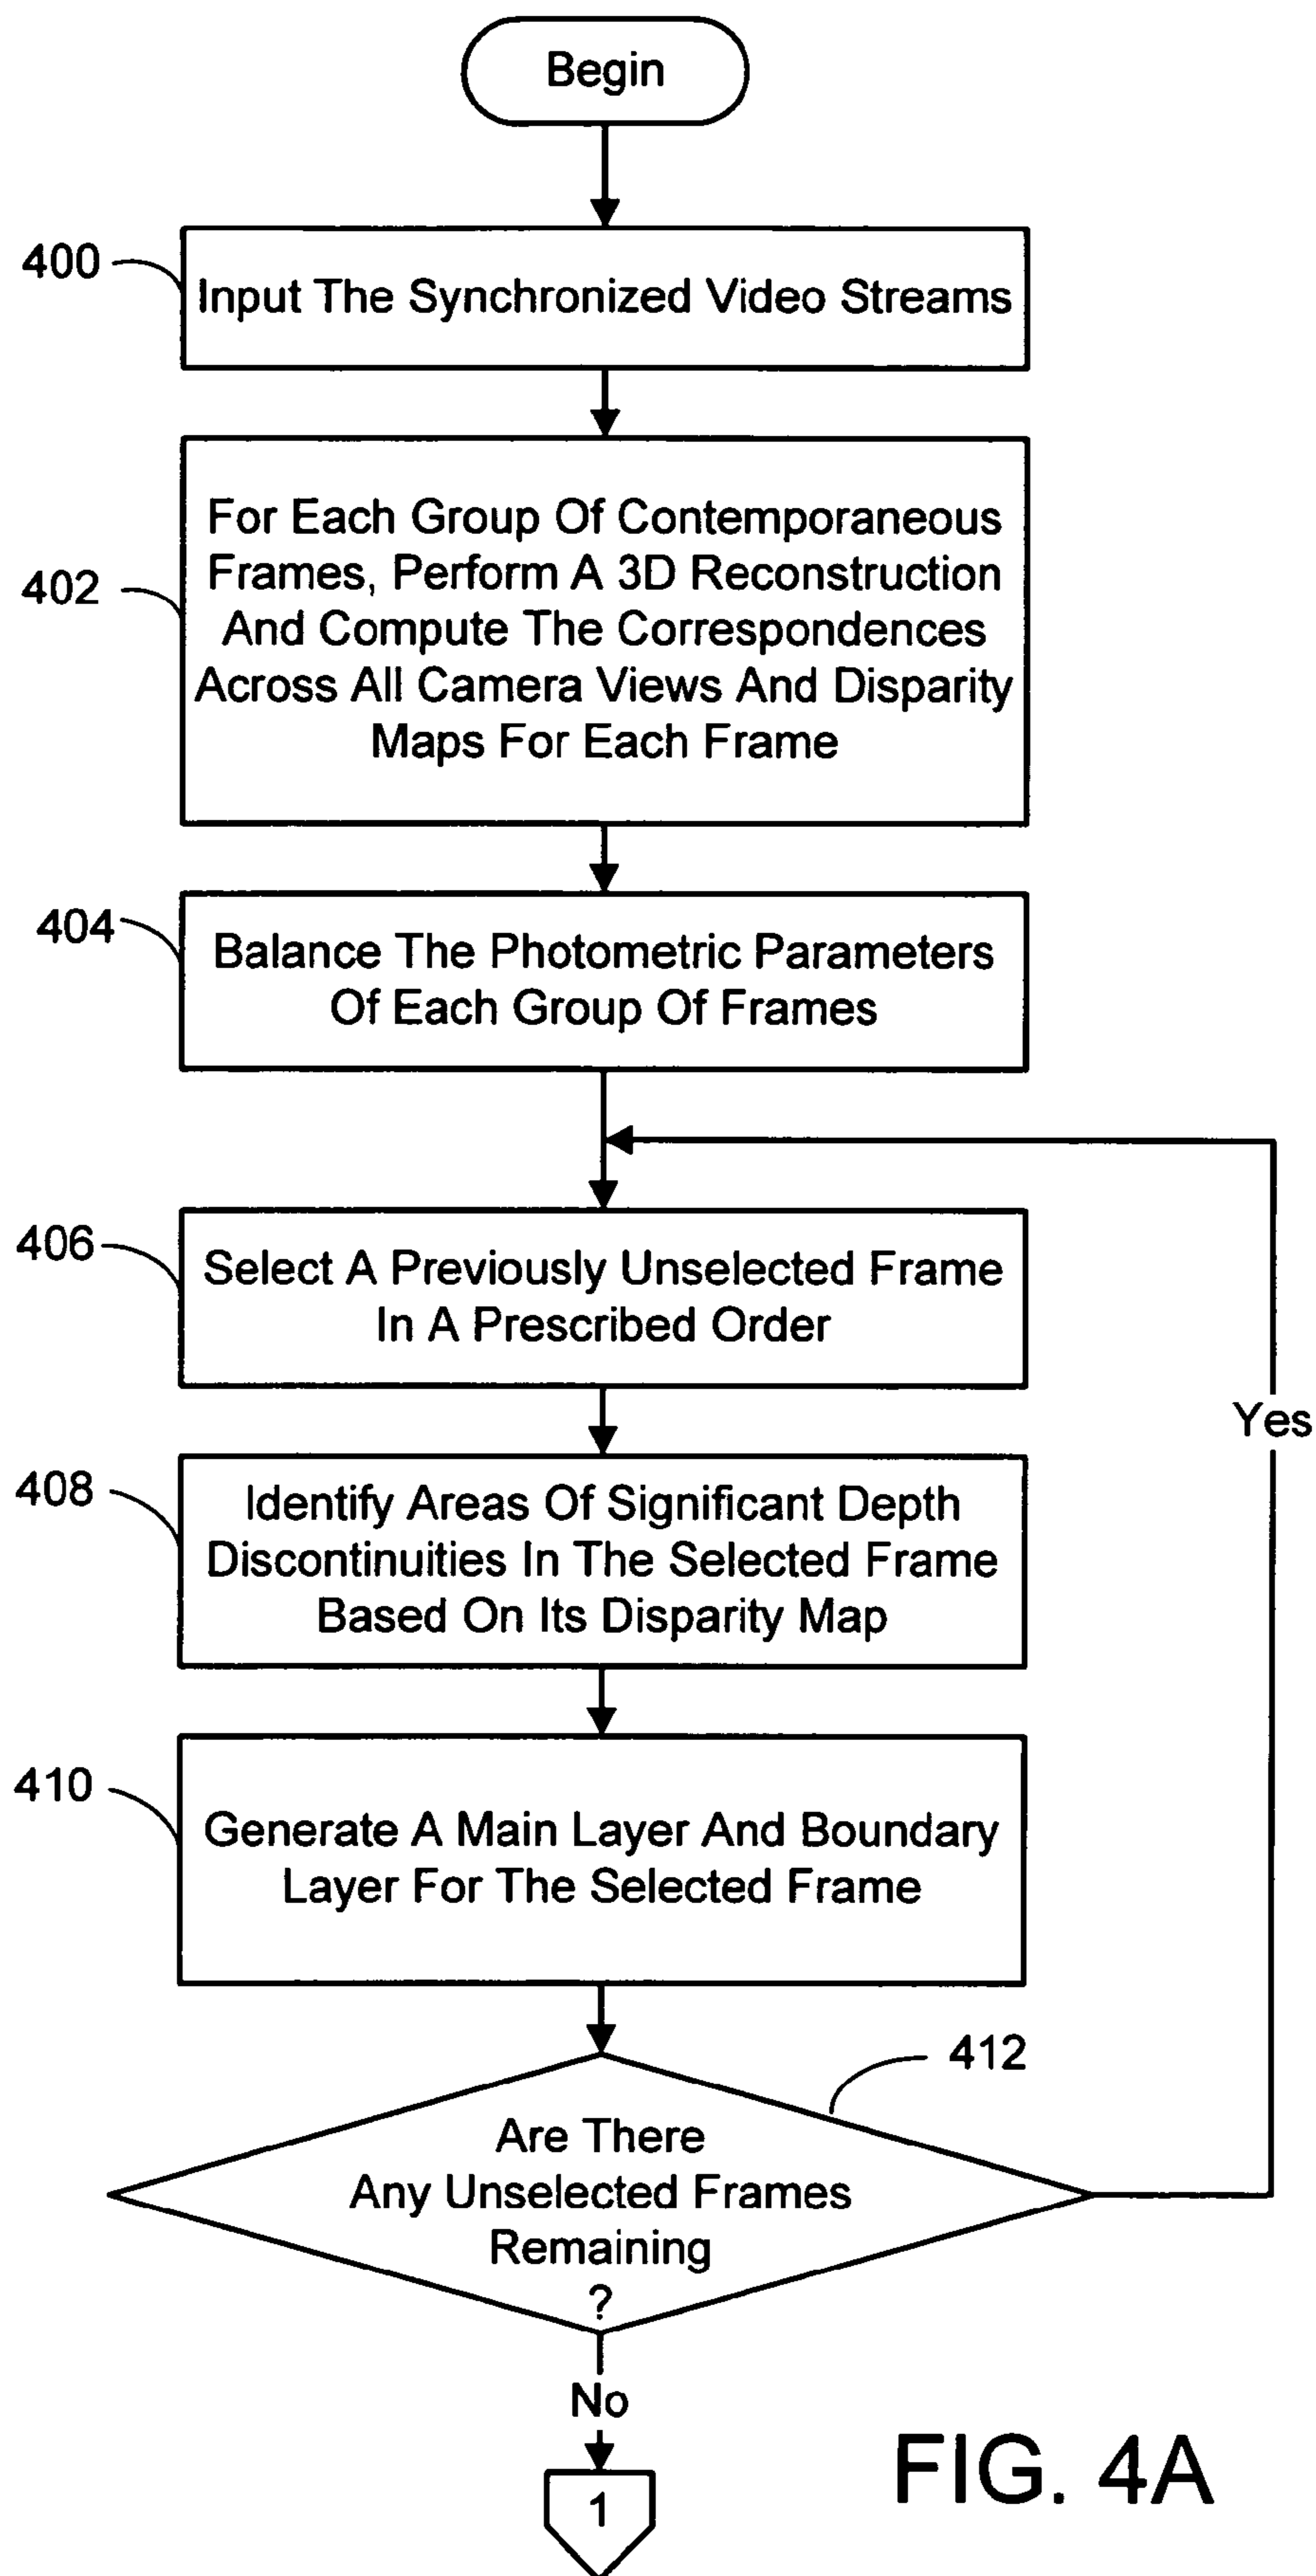 Begin
400
Input The Synchronized Video Streams
402
For Each Group Of Contemporaneous
Frames, Perform A 3D Reconstruction
And Compute The Correspondences
Across All Camera Views And Disparity
Maps For Each Frame
404
Balance The Photometric Parameters
Of Each Group Of Frames
406
Select A Previously Unselected Frame
In A Prescribed Order
Yes
408
Identify Areas Of Significant Depth
Discontinuities In The Selected Frame
Based On Its Disparity Map
410
Generate A Main Layer And Boundary
Layer For The Selected Frame
412
Are There
Any Unselected Frames
Remaining
?
No
1
FIG. 4A